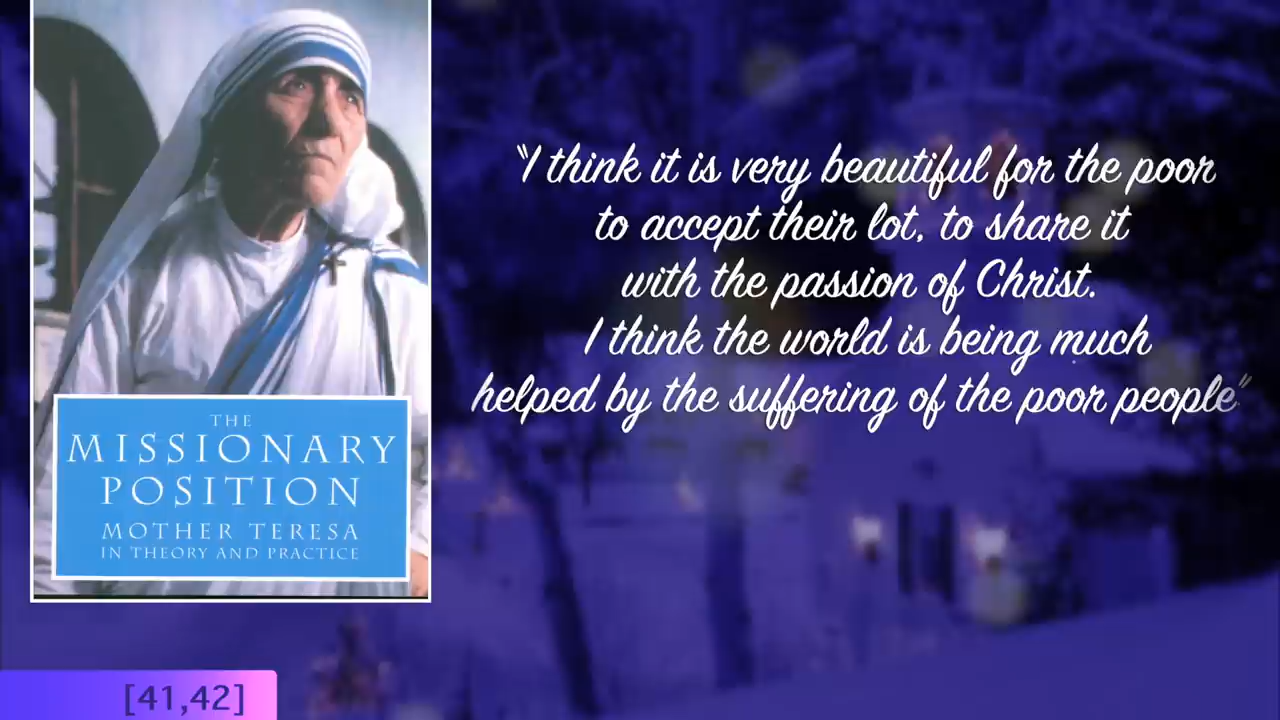 THE
MISSIONARY
POSITION
MOTHER TERESA
IN THEORY AND PRACTICE
"I think it is very beautiful for the poor
to accept their lot, to share it
with the passion of Christ.
I think the world is being much
helped by the suffering of the poor people"
[41,42]